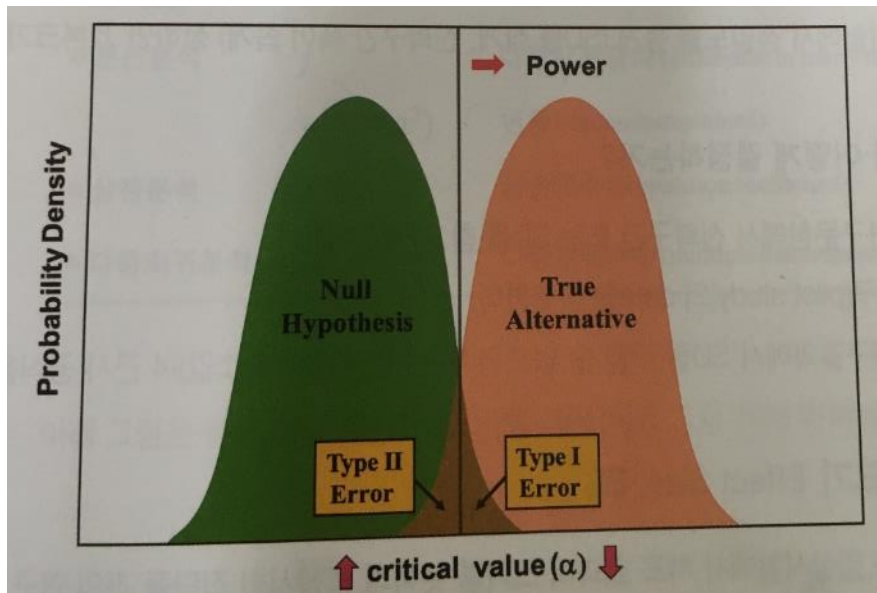 Power
Probability Density
Null
Hypothesis
True
Alternative
Type II
Error
Type I
Error
critical value (α)